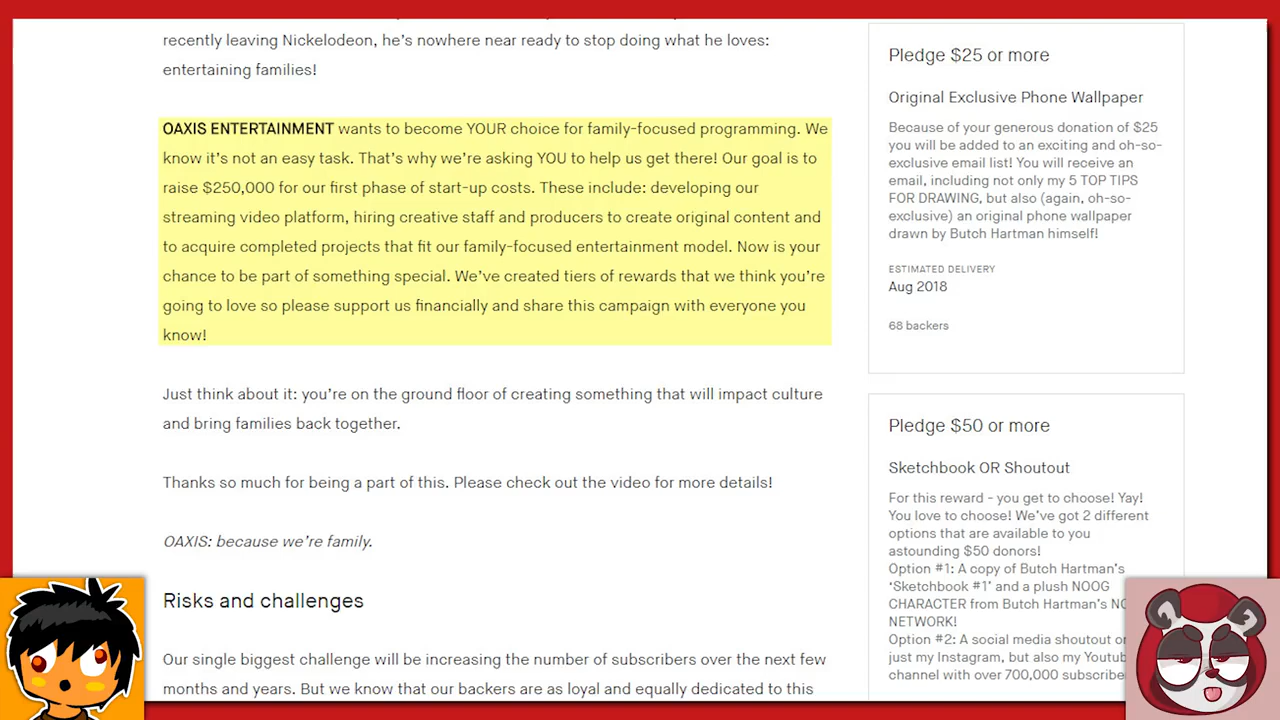 recently leaving Nickelodeon, he's nowhere near ready to stop doing what he loves:
entertaining families!
OAXIS ENTERTAINMENT wants to become YOUR choice for family-focused programming. We
know it's not an easy task. That's why we're asking YOU to help us get there! Our goal is to
raise $250,000 for our first phase of start-up costs. These include: developing our
streaming video platform, hiring creative staff and producers to create original content and
to acquire completed projects that fit our family-focused entertainment model. Now is your
chance to be part of something special. We've created tiers of rewards that we think you're
going to love so please support us financially and share this campaign with everyone you
know!
Just think about it: you're on the ground floor of creating something that will impact culture
and bring families back together.
Thanks so much for being a part of this. Please check out the video for more details!
OAXIS: because we're family.
Risks and challenges
Our single biggest challenge will be increasing the number of subscribers over the next few
months and years. But we know that our backers are as loyal and equally dedicated to this
Pledge $25 or more
Original Exclusive Phone Wallpaper
Because of your generous donation of $25
you will be added to an exciting and oh-so-
exclusive email list! You will receive an
email, including not only my 5 TOP TIPS
FOR DRAWING, but also (again, oh-so-
exclusive) an original phone wallpaper
drawn by Butch Hartman himself!
ESTIMATED DELIVERY
Aug 2018
68 backers
Pledge $50 or more
Sketchbook OR Shoutout
For this reward - you get to choose! Yay!
You love to choose! We've got 2 different
options that are available to you
astounding $50 donors!
Option #1: A copy of Butch Hartman's
'Sketchbook #1' and a plush NOOG
CHARACTER from Butch Hartman's
NETWORK!
Option #2: A social media shoutout
just my Instagram, but also my
channel with over 700,000